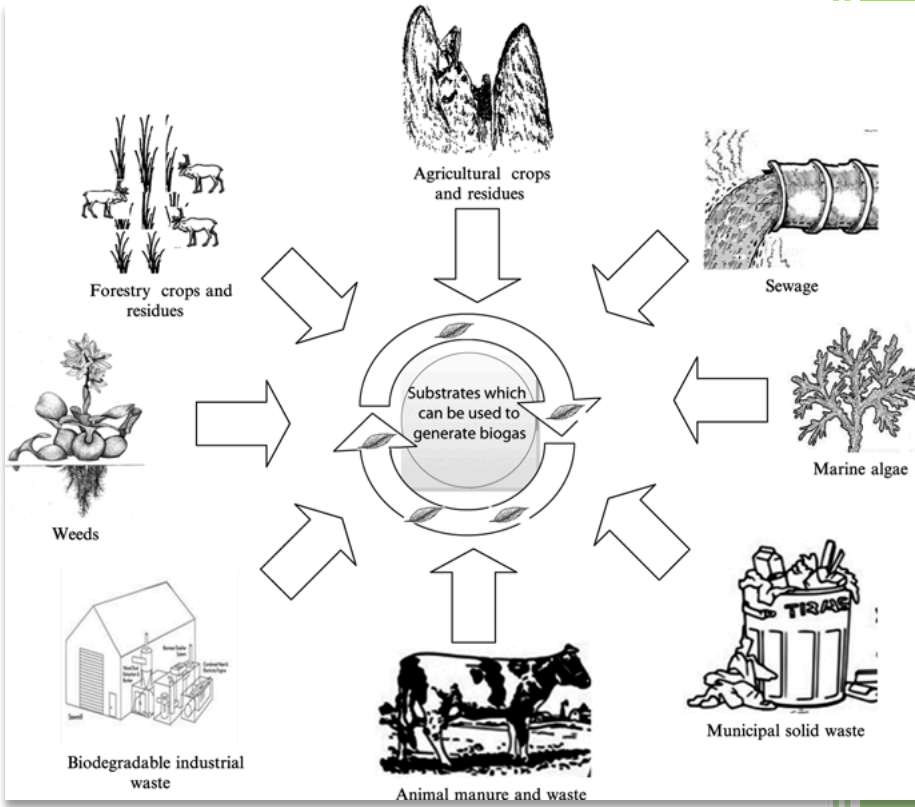 Agricultural crops
and residues
Forestry crops and
residues
Sewage
Substrates which
can be used to
generate biogas
Marine algae
Weeds
Sawmill
Biodegradable industrial
waste
Animal manure and waste
Municipal solid waste